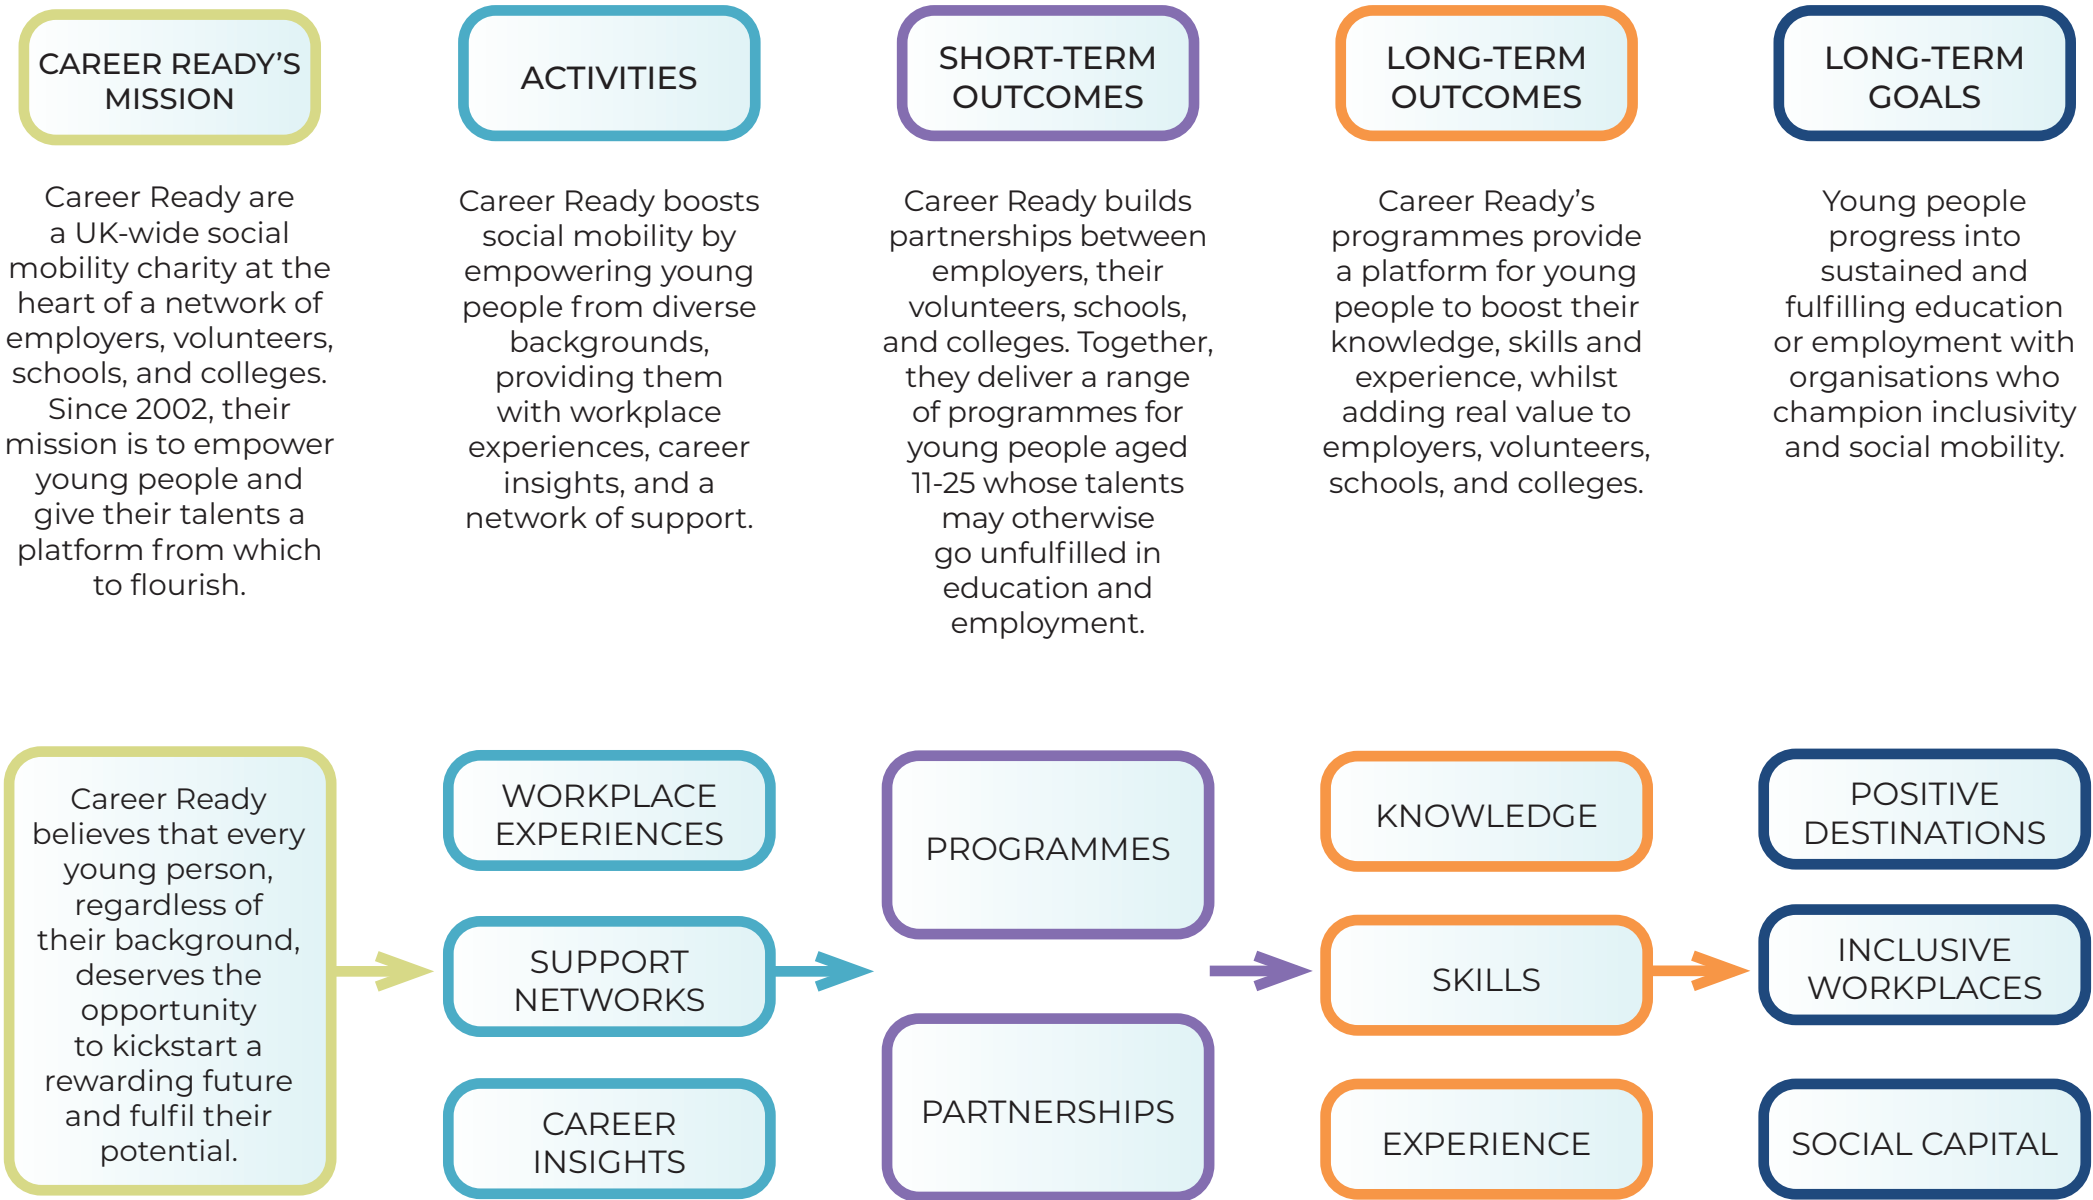 CAREER READY’S
MISSION
ACTIVITIES
SHORT-TERM
OUTCOMES
LONG-TERM
OUTCOMES
LONG-TERM
GOALS
Career Ready are
a UK-wide social
mobility charity at the
heart of a network of
employers, volunteers,
schools, and colleges.
Since 2002, their
mission is to empower
young people and
give their talents a
platform from which
to flourish.
Career Ready boosts
social mobility by
empowering young
people from diverse
backgrounds,
providing them
with workplace
experiences, career
insights, and a
network of support.
Career Ready builds
partnerships between
employers, their
volunteers, schools,
and colleges. Together,
they deliver a range
of programmes for
young people aged
11-25 whose talents
may otherwise
go unfulfilled in
education and
employment.
Career Ready’s
programmes provide
a platform for young
people to boost their
knowledge, skills and
experience, whilst
adding real value to
employers, volunteers,
schools, and colleges.
Young people
progress into
sustained and
fulfilling education
or employment with
organisations who
champion inclusivity
and social mobility.
Career Ready
believes that every
young person,
regardless of
their background,
deserves the
opportunity
to kickstart a
rewarding future
and fulfil their
potential.
WORKPLACE
EXPERIENCES
SUPPORT
NETWORKS
CAREER
INSIGHTS
PROGRAMMES
PARTNERSHIPS
KNOWLEDGE
SKILLS
EXPERIENCE
POSITIVE
DESTINATIONS
INCLUSIVE
WORKPLACES
SOCIAL CAPITAL